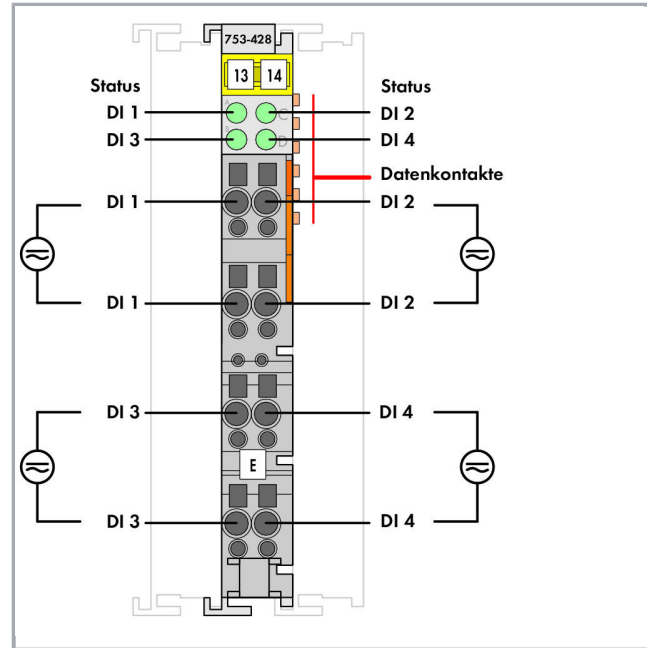 753-428
13 14
Status Status
A C
DI 1 DI 2
B D
DI 3 DI 4
Datenkontakte
DI 1 DI 2
DI 1 DI 2
DI 3 DI 4
E
DI 3 DI 4